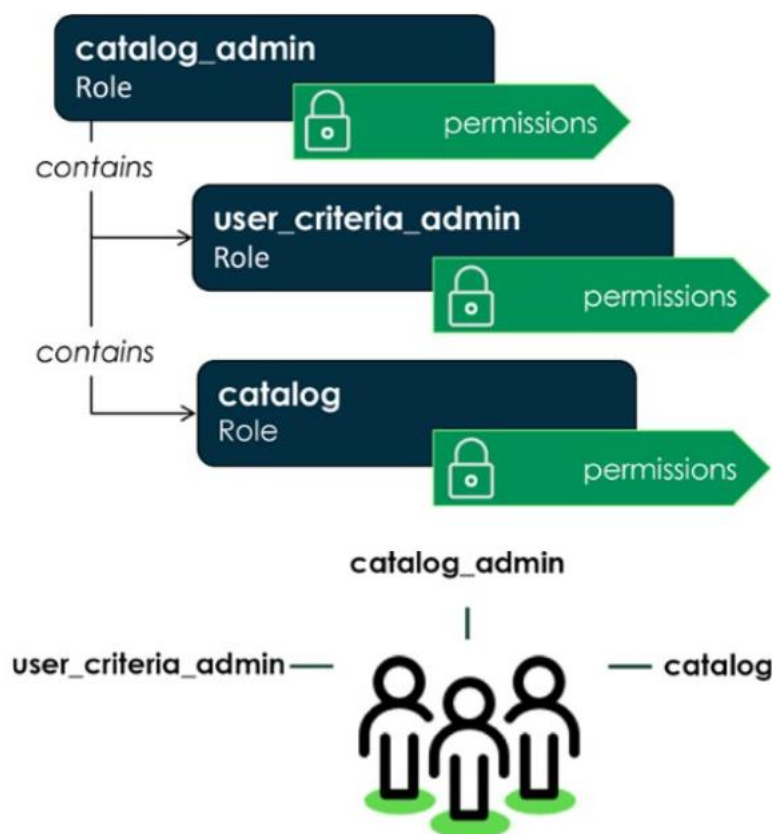 catalog_admin
Role
permissions
contains
user_criteria_admin
Role
permissions
contains
catalog
Role
permissions
catalog_admin
user_criteria_admin
catalog